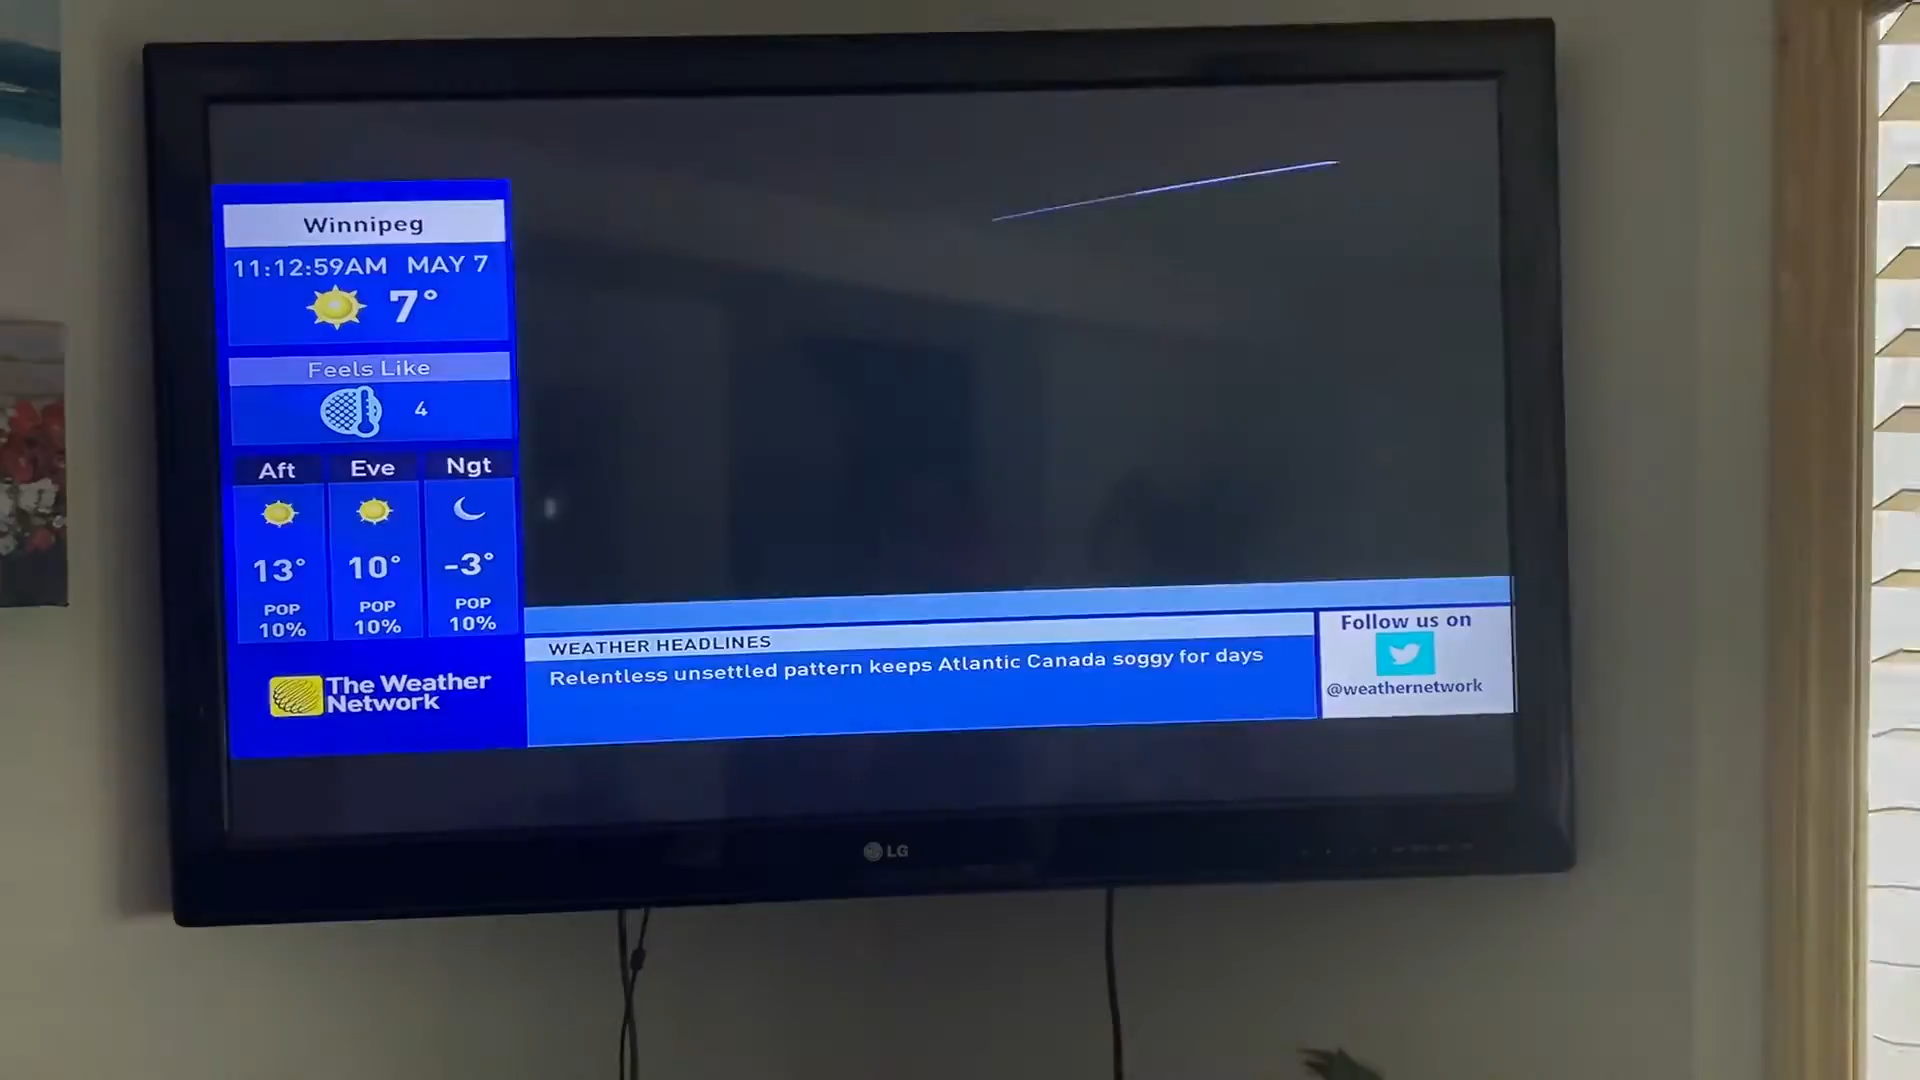 Winnipeg
11:12:59AM MAY 7
7°
Feels Like
4
Aft Eve Ngt
13° 10° -3°
POP POP POP
10% 10% 10%
The Weather
Network
WEATHER HEADLINES
Relentless unsettled pattern keeps Atlantic Canada soggy for days
Follow us on
@weathernetwork
LG